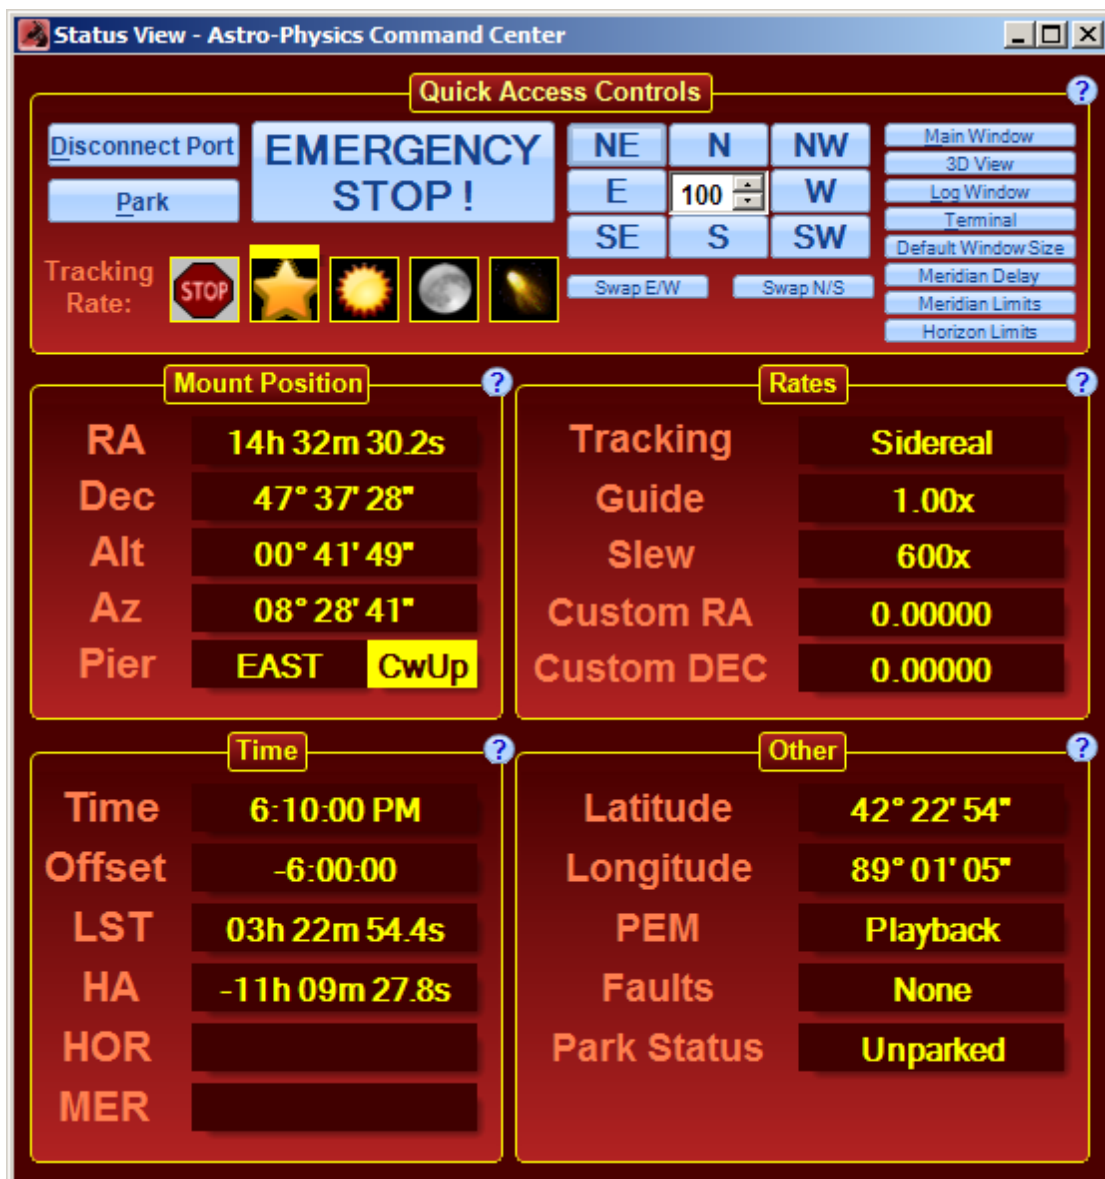 Status View - Astro-Physics Command Center
Quick Access Controls
?
Disconnect Port
Park
EMERGENCY
STOP !
NE
N
NW
E
100
W
SE
S
SW
Swap E/W
Swap N/S
Main Window
3D View
Log Window
Terminal
Default Window Size
Meridian Delay
Meridian Limits
Horizon Limits
Tracking
Rate:
STOP
Mount Position
?
RA 14h 32m 30.2s
Dec 47° 37' 28"
Alt 00° 41' 49"
Az 08° 28' 41"
Pier EAST CwUp
Rates
?
Tracking Sidereal
Guide 1.00x
Slew 600x
Custom RA 0.00000
Custom DEC 0.00000
Time
?
Time 6:10:00 PM
Offset -6:00:00
LST 03h 22m 54.4s
HA -11h 09m 27.8s
HOR
MER
Other
?
Latitude 42° 22' 54"
Longitude 89° 01' 05"
PEM Playback
Faults None
Park Status Unparked